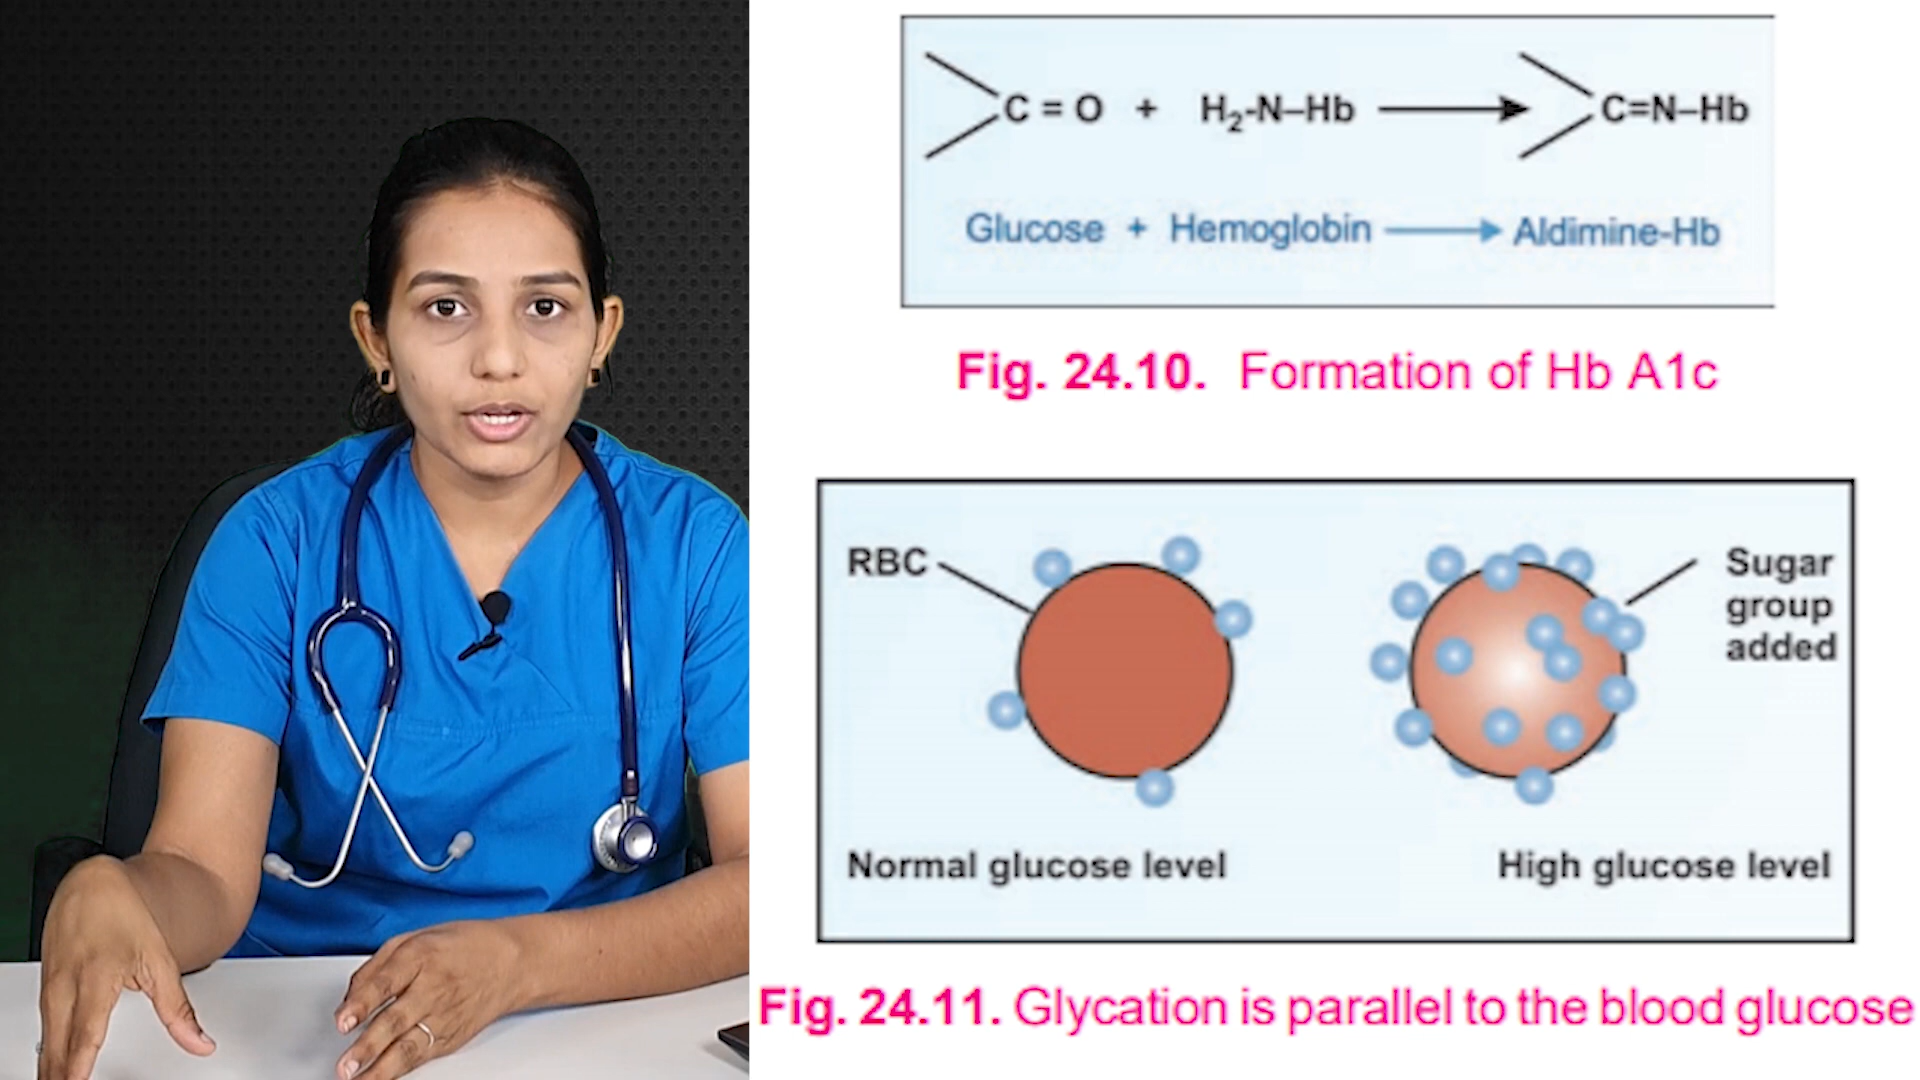 C = O + H₂-N–Hb → C=N–Hb
Glucose + Hemoglobin → Aldimine-Hb
Fig. 24.10. Formation of Hb A1c
RBC
Sugar
group
added
Normal glucose level
High glucose level
Fig. 24.11. Glycation is parallel to the blood glucose